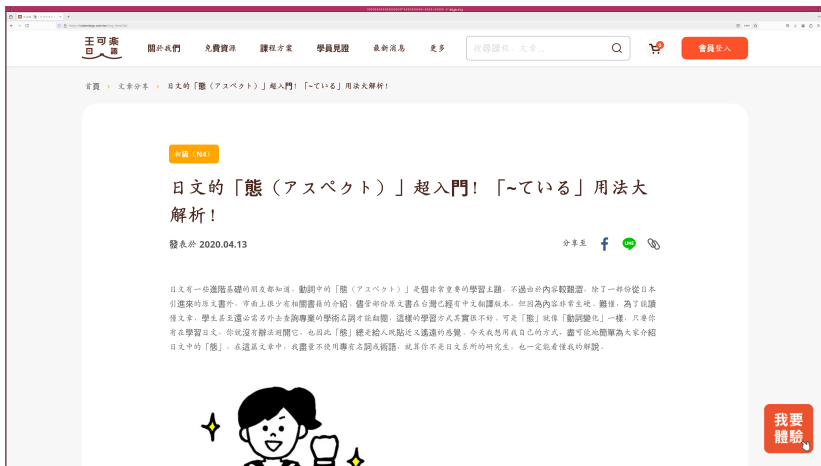 王可樂
日語
關於我們
免費資源
課程方案
學員見證
最新消息
更多
搜尋課程、文章...
會員登入
首頁 › 文章分享 › 日文的「態（アスペクト）」超入門！「~ている」用法大解析！
初級（N4）
日文的「態（アスペクト）」超入門！「~ている」用法大
解析！
發表於 2020.04.13
分享至
LINE
日文有一些進階基礎的朋友都知道，動詞中的「態（アスペクト）」是個非常重要的學習主題，不過由於內容較艱澀，除了一部份從日本
引進來的原文書外，市面上很少有相關書籍的介紹，儘管部份原文書在台灣已經有中文翻譯版本，但因為內容非常生硬、難懂，為了能讀
懂文章，學生甚至還必需另外去查詢專業的學術名詞才能翻閱，這樣的學習方式其實很不好，可是「態」就像「動詞變化」一樣，只要你
有在學習日文，你就沒有辦法避開它，也因此「態」總是給人既貼近又遙遠的感覺，今天我想用我自己的方式，盡可能地簡單為大家介紹
日文中的「態」，在這篇文章中，我盡量不使用專有名詞或術語，就算你不是日文系所的研究生，也一定能看懂我的解說。
我要
體驗